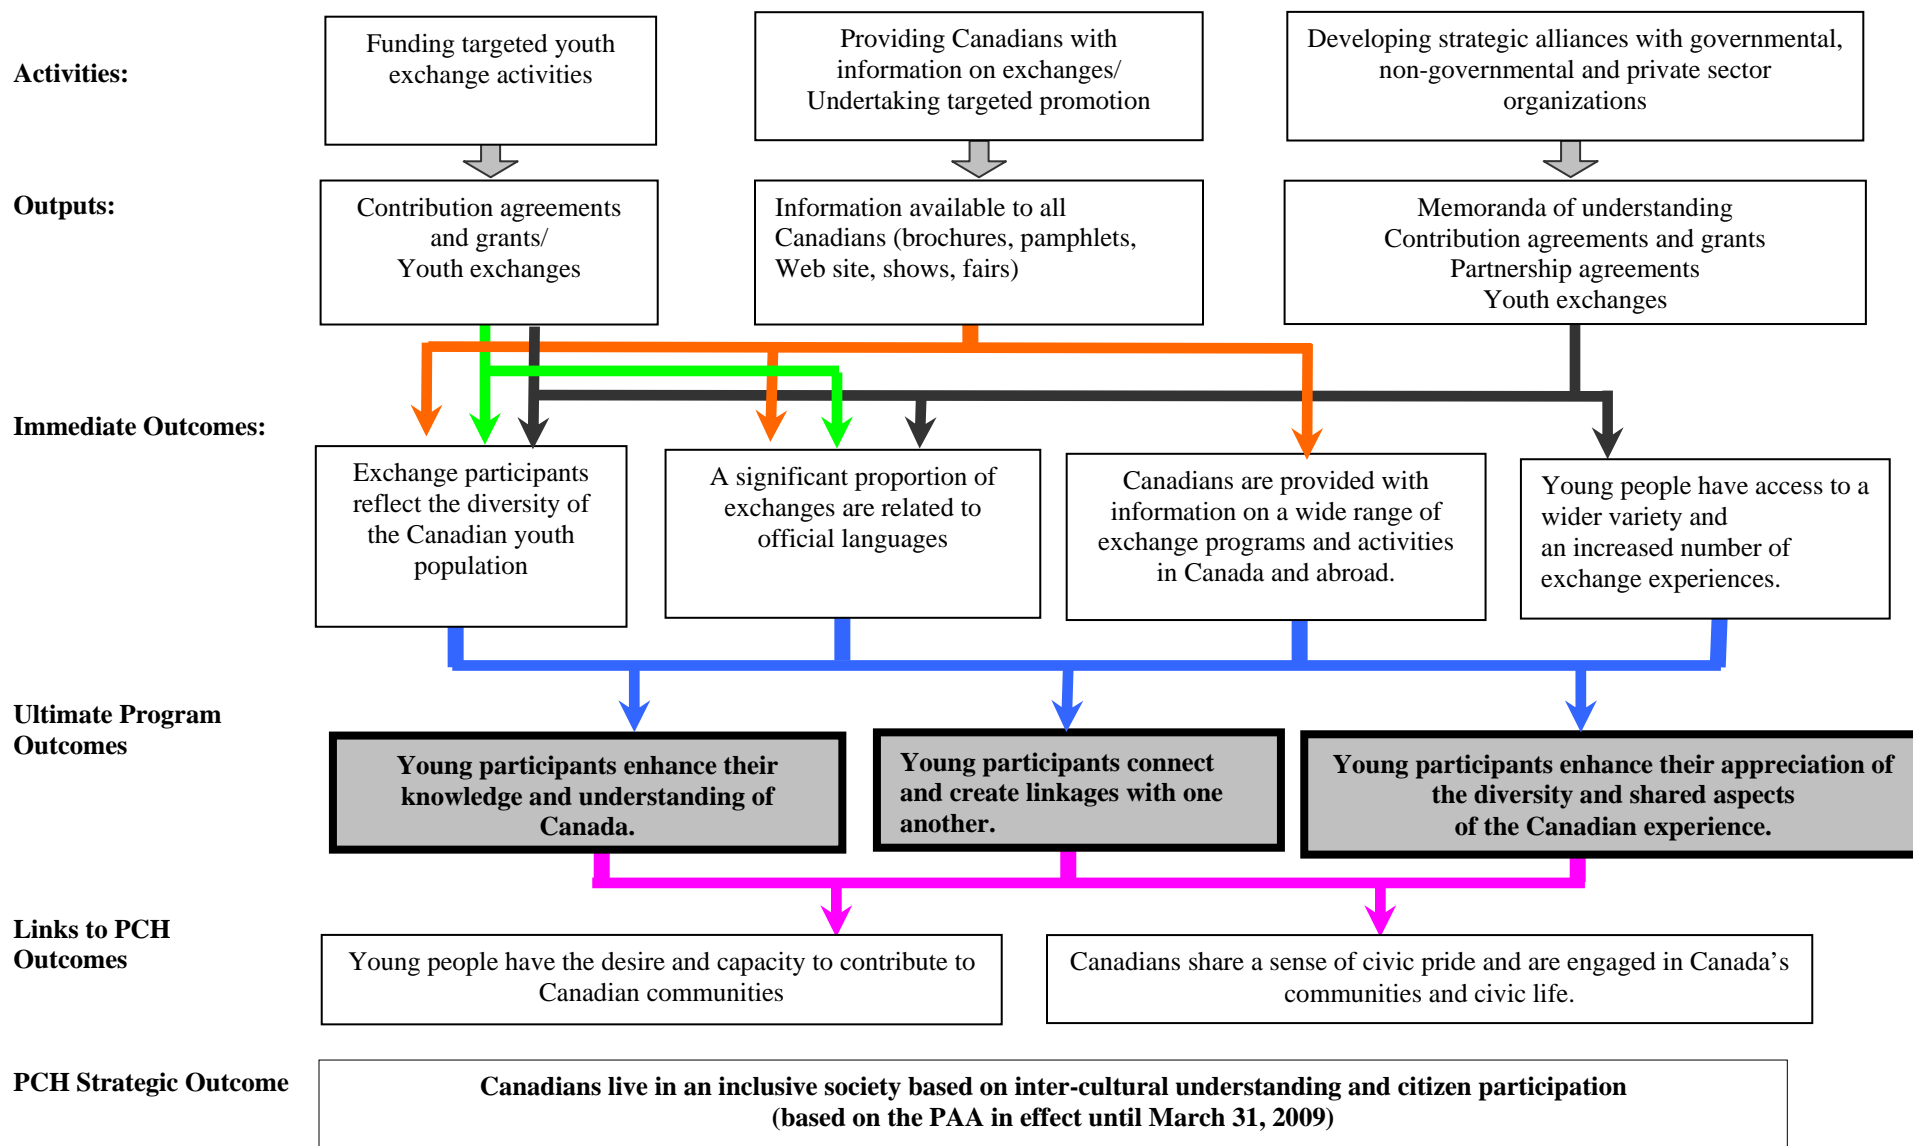 Activities:
Funding targeted youth
exchange activities
Providing Canadians with
information on exchanges/
Undertaking targeted promotion
Developing strategic alliances with governmental,
non-governmental and private sector
organizations
Outputs:
Contribution agreements
and grants/
Youth exchanges
Information available to all
Canadians (brochures, pamphlets,
Web site, shows, fairs)
Memoranda of understanding
Contribution agreements and grants
Partnership agreements
Youth exchanges
Immediate Outcomes:
Exchange participants
reflect the diversity of
the Canadian youth
population
A significant proportion of
exchanges are related to
official languages
Canadians are provided with
information on a wide range of
exchange programs and activities
in Canada and abroad.
Young people have access to a
wider variety and
an increased number of
exchange experiences.
Ultimate Program
Outcomes
Young participants enhance their
knowledge and understanding of
Canada.
Young participants connect
and create linkages with one
another.
Young participants enhance their appreciation of
the diversity and shared aspects
of the Canadian experience.
Links to PCH
Outcomes
Young people have the desire and capacity to contribute to
Canadian communities
Canadians share a sense of civic pride and are engaged in Canada's
communities and civic life.
PCH Strategic Outcome
Canadians live in an inclusive society based on inter-cultural understanding and citizen participation
(based on the PAA in effect until March 31, 2009)